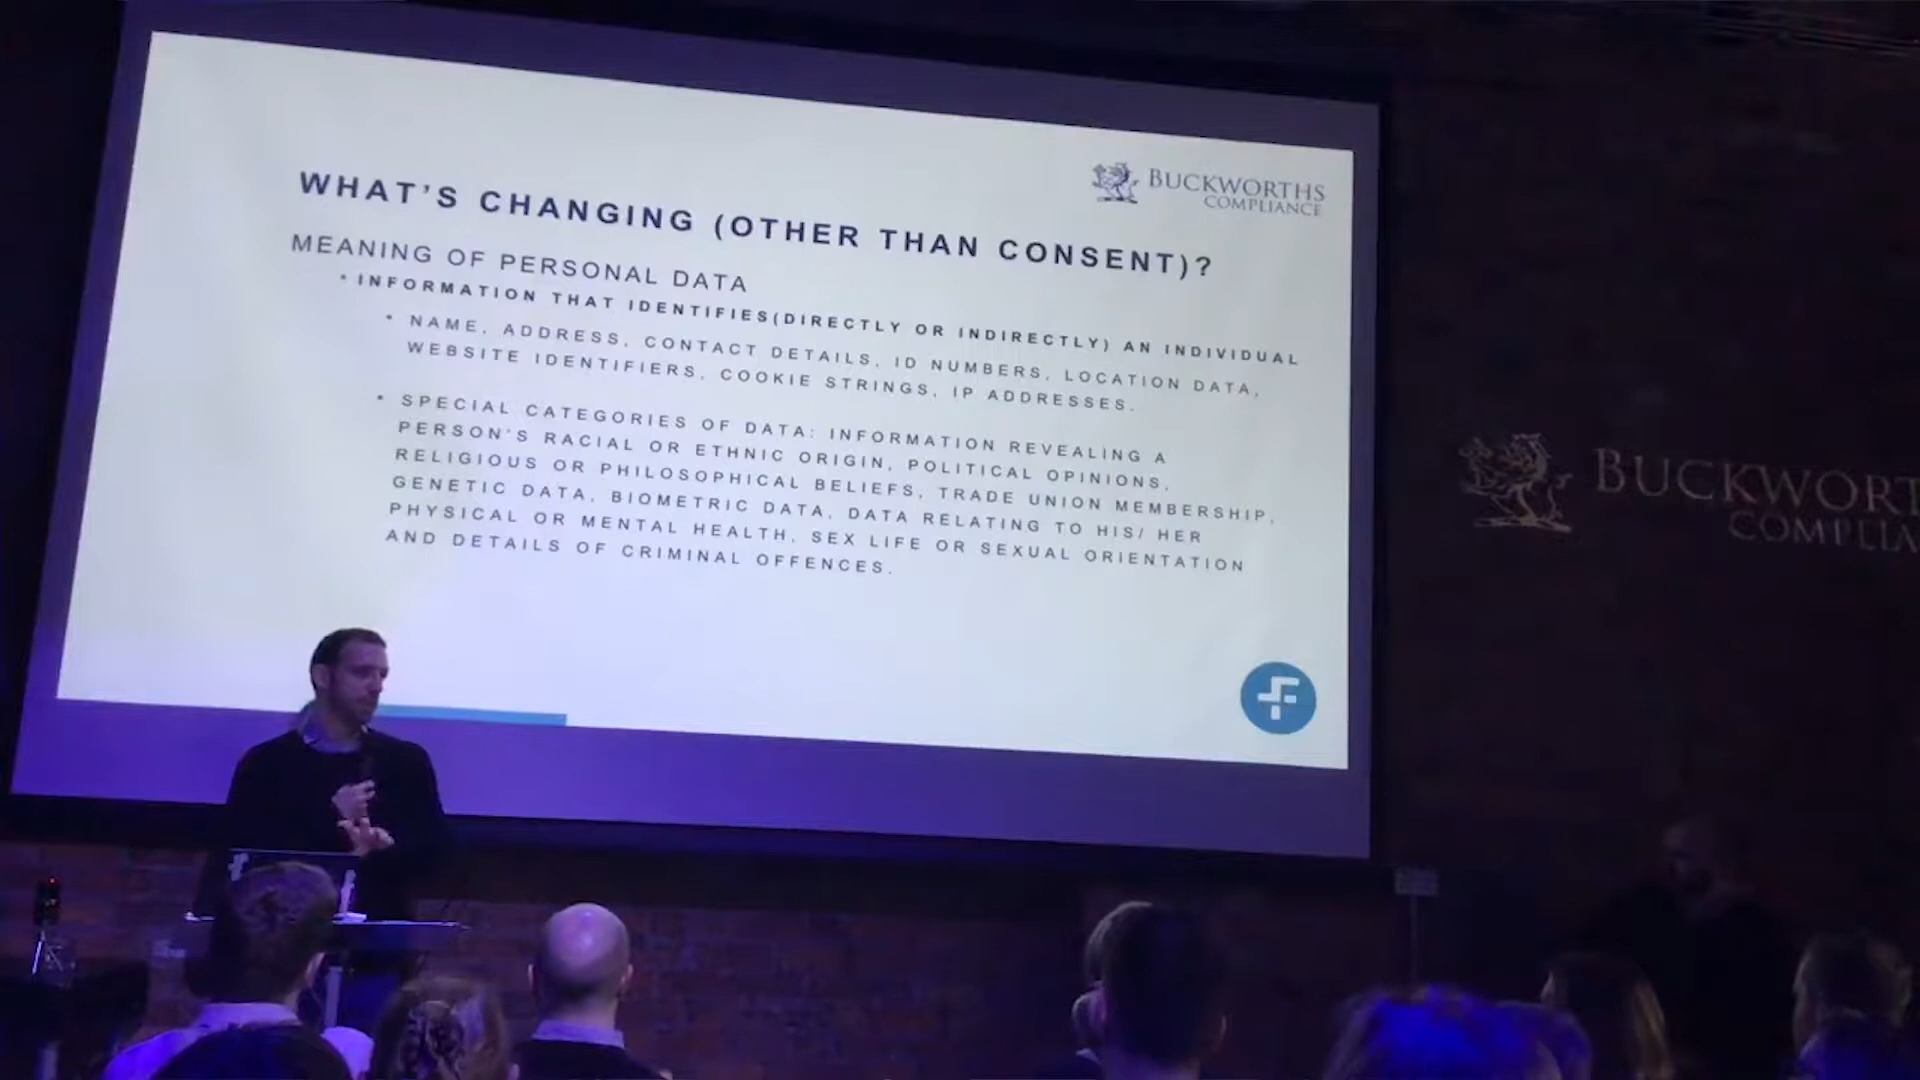 BUCKWORTHS
COMPLIANCE
WHAT'S CHANGING (OTHER THAN CONSENT)?
MEANING OF PERSONAL DATA
• INFORMATION THAT IDENTIFIES(DIRECTLY OR INDIRECTLY) AN INDIVIDUAL
• NAME, ADDRESS, CONTACT DETAILS, ID NUMBERS, LOCATION DATA,
WEBSITE IDENTIFIERS, COOKIE STRINGS, IP ADDRESSES.
• SPECIAL CATEGORIES OF DATA: INFORMATION REVEALING A
PERSON'S RACIAL OR ETHNIC ORIGIN, POLITICAL OPINIONS,
RELIGIOUS OR PHILOSOPHICAL BELIEFS, TRADE UNION MEMBERSHIP,
GENETIC DATA, BIOMETRIC DATA, DATA RELATING TO HIS/ HER
PHYSICAL OR MENTAL HEALTH, SEX LIFE OR SEXUAL ORIENTATION
AND DETAILS OF CRIMINAL OFFENCES.
BUCKWORT
COMPLIA